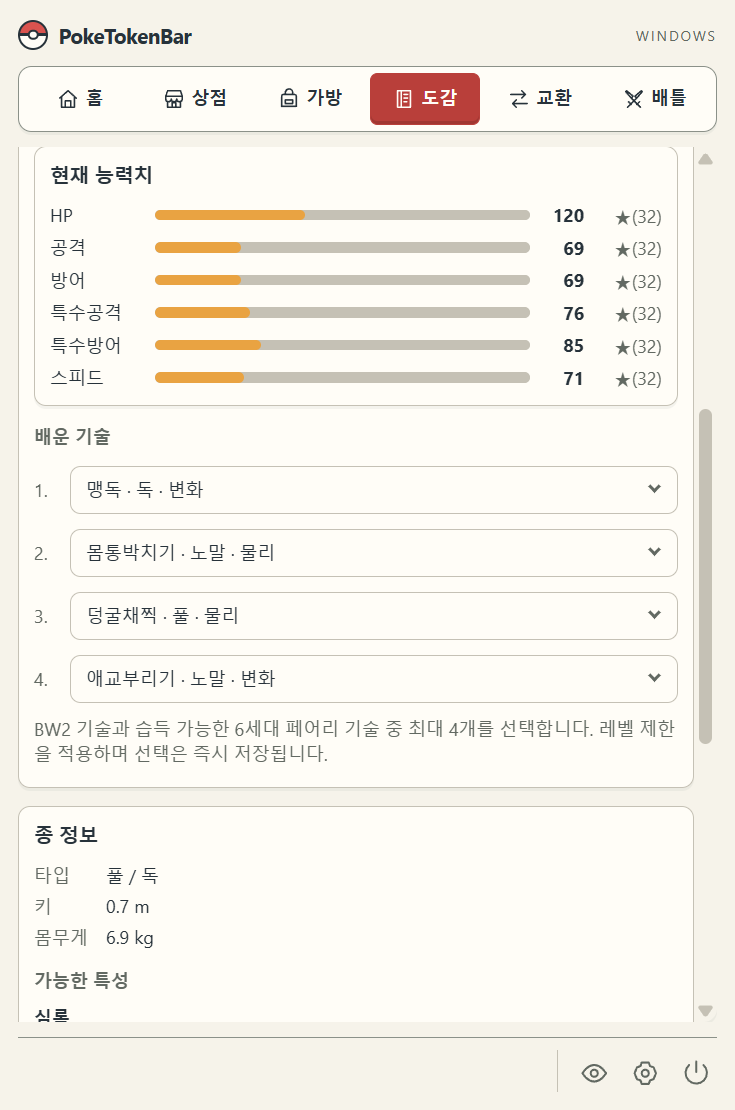 PokeTokenBar
WINDOWS
홈 상점 가방 도감 교환 배틀
현재 능력치
HP 120 ★(32)
공격 69 ★(32)
방어 69 ★(32)
특수공격 76 ★(32)
특수방어 85 ★(32)
스피드 71 ★(32)
배운 기술
1. 맹독 · 독 · 변화
2. 몸통박치기 · 노말 · 물리
3. 덩굴채찍 · 풀 · 물리
4. 애교부리기 · 노말 · 변화
BW2 기술과 습득 가능한 6세대 페어리 기술 중 최대 4개를 선택합니다. 레벨 제한
을 적용하며 선택은 즉시 저장됩니다.
종 정보
타입 풀 / 독
키 0.7 m
몸무게 6.9 kg
가능한 특성
심록